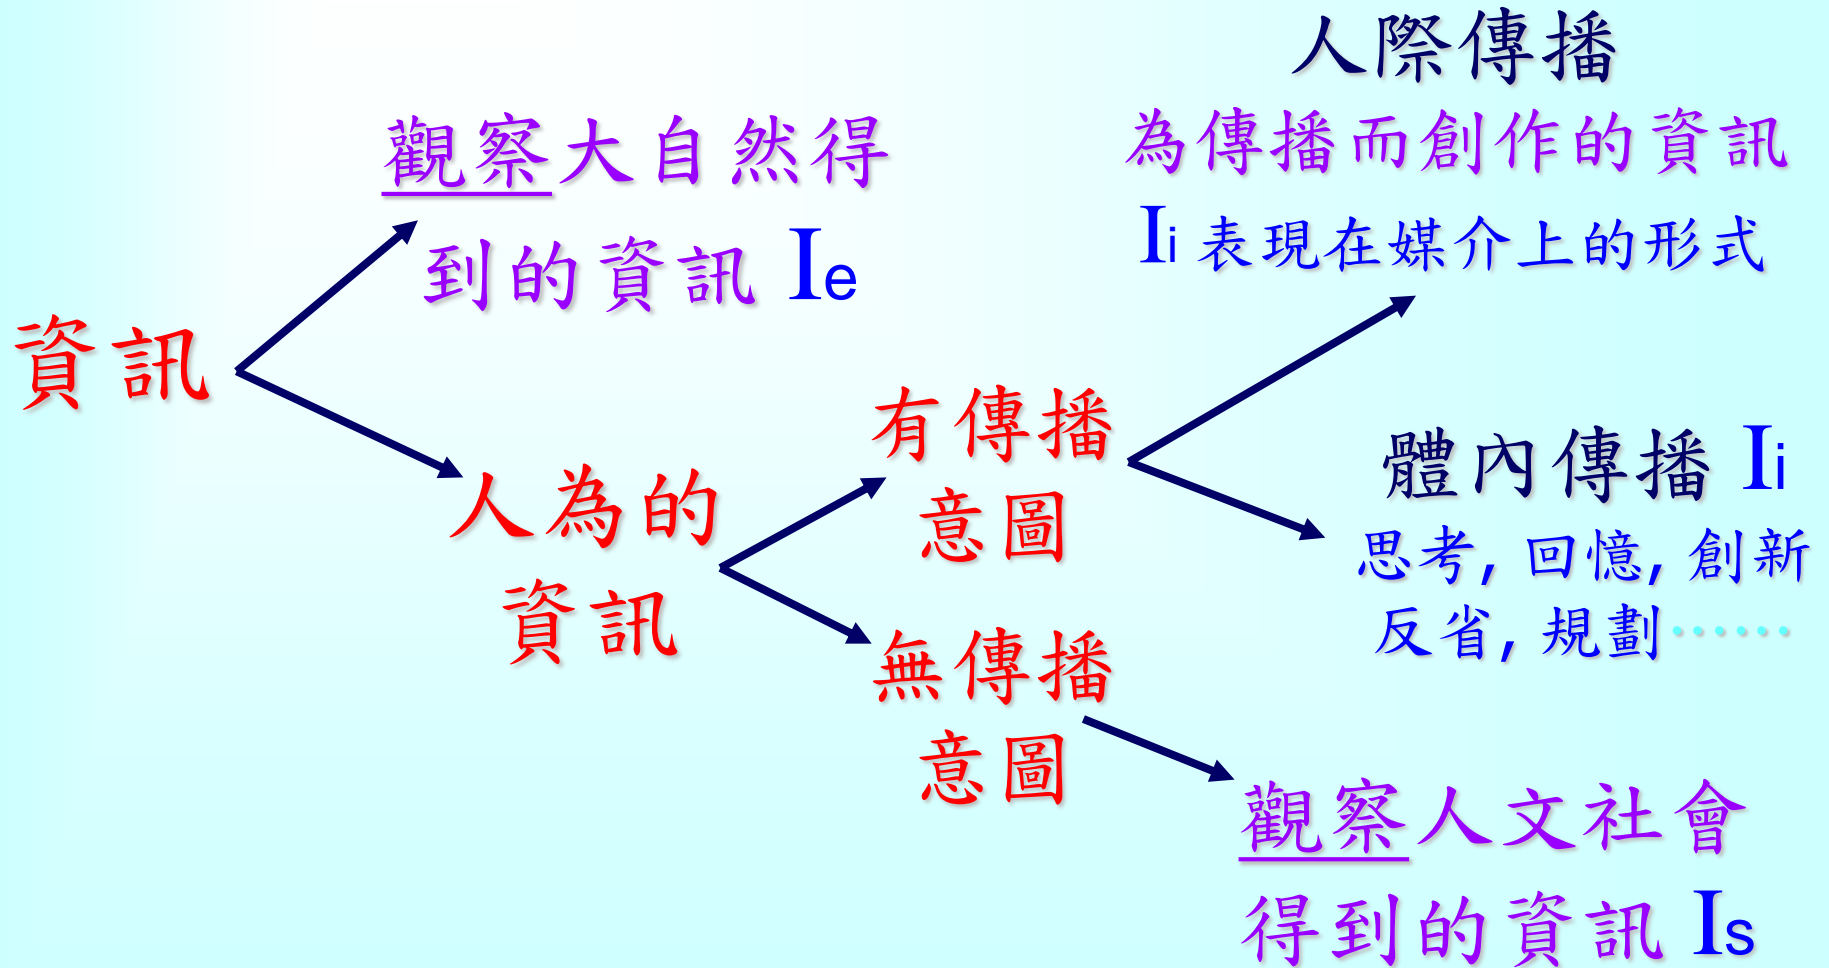 資訊
觀察大自然得
到的資訊 Ie
人為的
資訊
有傳播
意圖
無傳播
意圖
人際傳播
為傳播而創作的資訊
Ii 表現在媒介上的形式
體內傳播 Ii
思考, 回憶, 創新
反省, 規劃⋯⋯
觀察人文社會
得到的資訊 Is